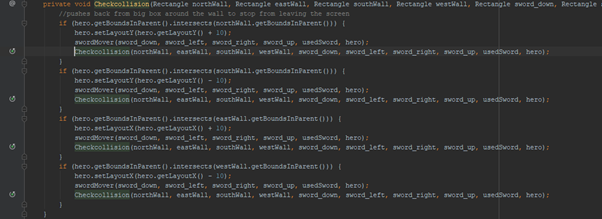 private void Checkcollision(Rectangle northWall, Rectangle eastWall, Rectangle southWall, Rectangle westWall, Rectangle sword_down, Rectangle
//pushes back from big box around the wall to stop from leaving the screen
if (hero.getBoundsInParent().intersects(northWall.getBoundsInParent())) {
hero.setLayoutY(hero.getLayoutY() + 10);
swordMover(sword_down, sword_left, sword_right, sword_up, usedSword, hero);
Checkcollision(northWall, eastWall, southWall, westWall, sword_down, sword_left, sword_right, sword_up, usedSword, hero);
}
if (hero.getBoundsInParent().intersects(southWall.getBoundsInParent())) {
hero.setLayoutY(hero.getLayoutY() - 10);
swordMover(sword_down, sword_left, sword_right, sword_up, usedSword, hero);
Checkcollision(northWall, eastWall, southWall, westWall, sword_down, sword_left, sword_right, sword_up, usedSword, hero);
}
if (hero.getBoundsInParent().intersects(eastWall.getBoundsInParent())) {
hero.setLayoutX(hero.getLayoutX() + 10);
swordMover(sword_down, sword_left, sword_right, sword_up, usedSword, hero);
Checkcollision(northWall, eastWall, southWall, westWall, sword_down, sword_left, sword_right, sword_up, usedSword, hero);
}
if (hero.getBoundsInParent().intersects(westWall.getBoundsInParent())) {
hero.setLayoutX(hero.getLayoutX() - 10);
swordMover(sword_down, sword_left, sword_right, sword_up, usedSword, hero);
Checkcollision(northWall, eastWall, southWall, westWall, sword_down, sword_left, sword_right, sword_up, usedSword, hero);
}
}